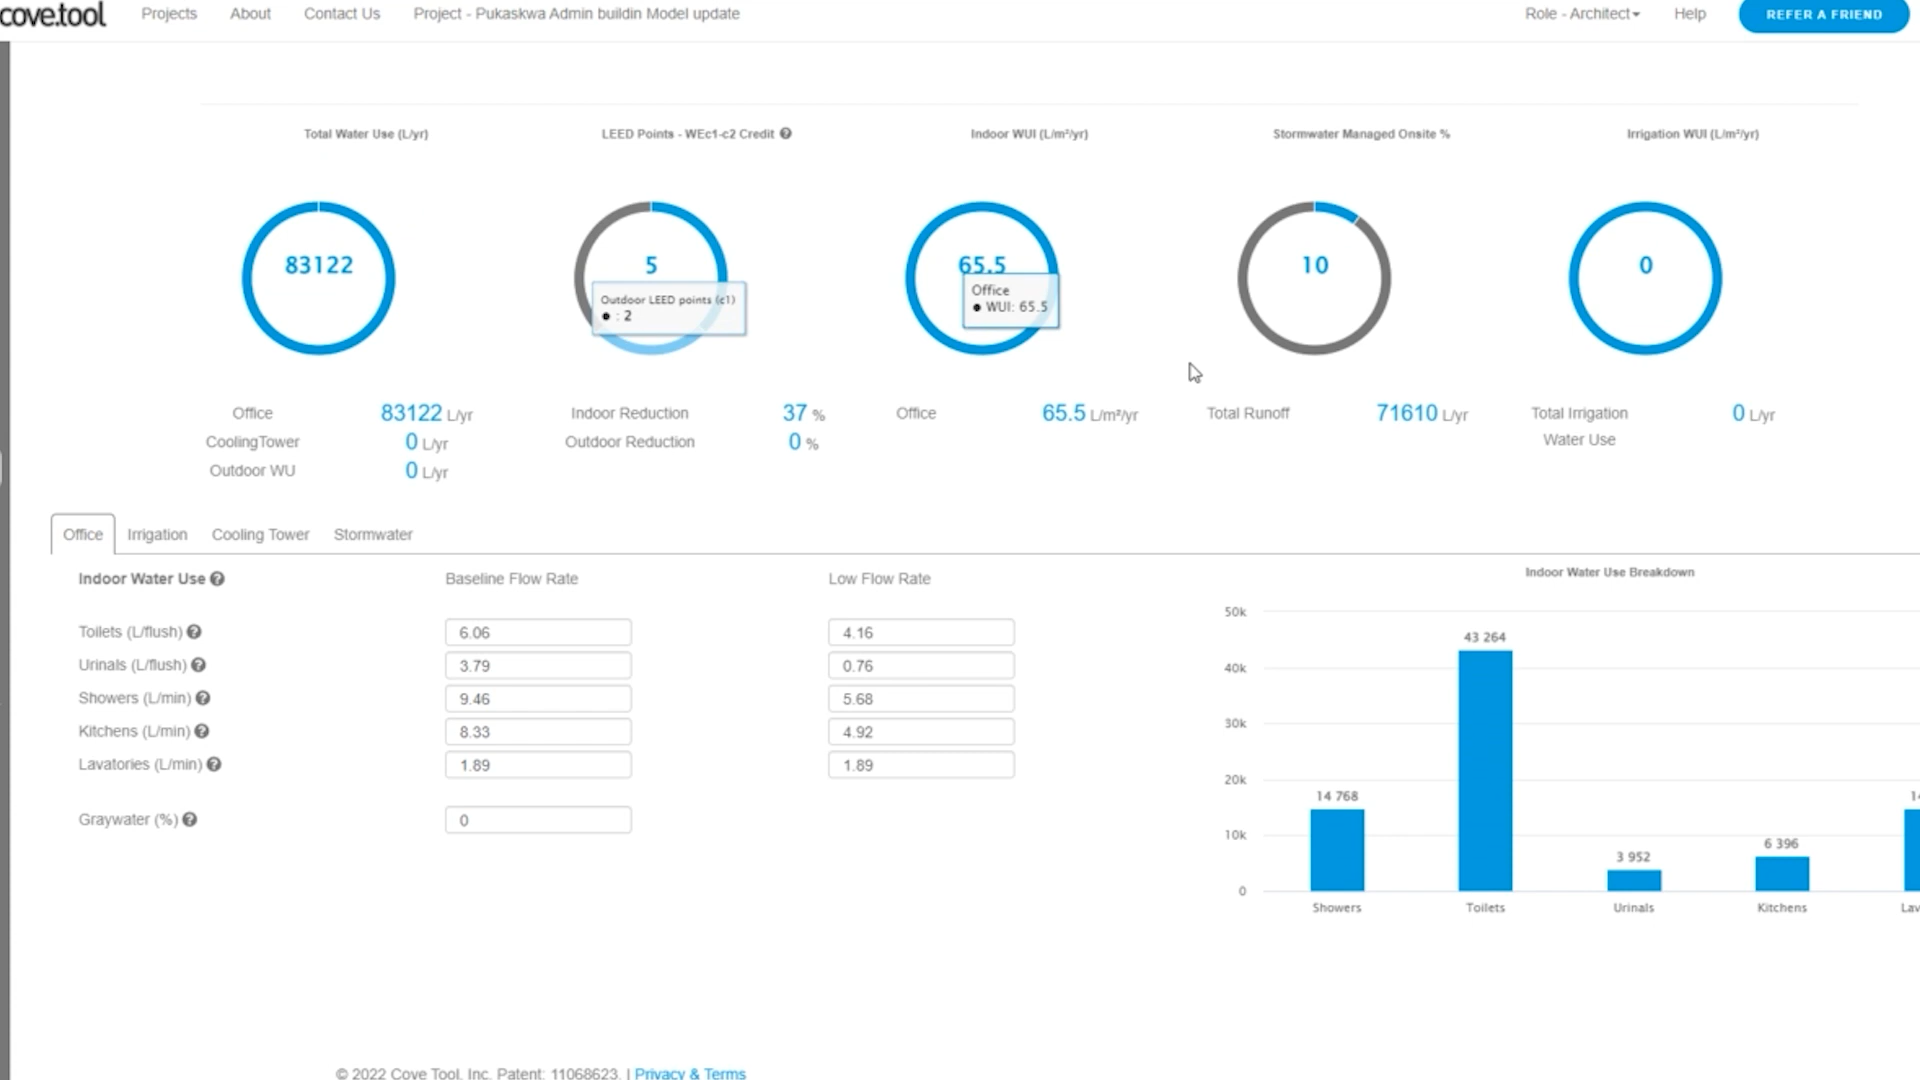 cove.tool Projects About Contact Us Project - Pukaskwa Admin buildin Model update Role - Architect Help REFER A FRIEND
Total Water Use (L/yr) LEED Points - WEc1-c2 Credit Indoor WUI (L/m²/yr) Stormwater Managed Onsite % Irrigation WUI (L/m²/yr)
83122 5 65.5 10 0
Outdoor LEED points (c1)
● : 2
Office
● WUI: 65.5
Office 83122 L/yr Indoor Reduction 37 % Office 65.5 L/m²/yr Total Runoff 71610 L/yr Total Irrigation 0 L/yr
CoolingTower 0 L/yr Outdoor Reduction 0 % Water Use
Outdoor WU 0 L/yr
Office Irrigation Cooling Tower Stormwater
Indoor Water Use Baseline Flow Rate Low Flow Rate
Toilets (L/flush) 6.06 4.16
Urinals (L/flush) 3.79 0.76
Showers (L/min) 9.46 5.68
Kitchens (L/min) 8.33 4.92
Lavatories (L/min) 1.89 1.89
Graywater (%) 0
Indoor Water Use Breakdown
50k
43 264
40k
30k
20k
14 768 14
10k
6 396
3 952
0
Showers Toilets Urinals Kitchens Lav
© 2022 Cove Tool, Inc. Patent: 11068623. | Privacy & Terms